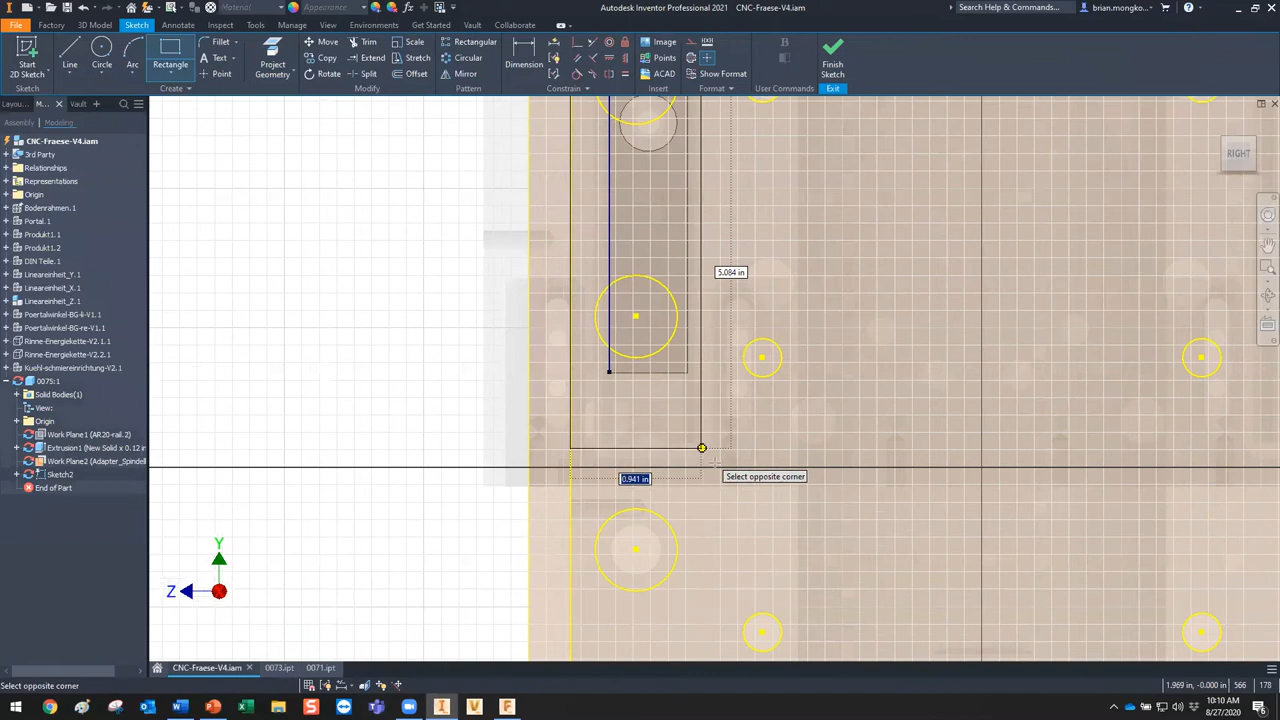 Material Appearance Autodesk Inventor Professional 2021 CNC-Fraese-V4.iam Search Help & Commands... brian.mongko...
File Factory 3D Model Sketch Annotate Inspect Tools Manage View Environments Get Started Vault Collaborate
Start
2D Sketch
Line
Circle
Arc
Rectangle
Fillet
Text
Point
Project
Geometry
Move
Copy
Rotate
Trim
Extend
Split
Scale
Stretch
Offset
Rectangular
Circular
Mirror
Dimension
Image
Points
ACAD
Show Format
Finish
Sketch
Sketch Create Modify Pattern Constrain Insert Format User Commands Exit
Layou... M... Vault
Assembly Modeling
CNC-Fraese-V4.iam
3rd Party
Relationships
Representations
Origin
Bodenrahmen.1
Portal.1
Produkt1.1
Produkt1.2
DIN Teile.1
Lineareinheit_Y.1
Lineareinheit_X.1
Lineareinheit_Z.1
Poertalwinkel-BG-li-V1.1
Poertalwinkel-BG-re-V1.1
Rinne-Energiekette-V2.1.1
Rinne-Energiekette-V2.2.1
Kuehl-schmiereinrichtung-V2.1
0075:1
Solid Bodies(1)
View:
Origin
Work Plane1 (AR20-rail.2)
Extrusion1 (New Solid x 0.12 in
Work Plane2 (Adapter_Spindell
Sketch2
End of Part
RIGHT
5.084 in
0.941 in
Select opposite corner
Y
Z
CNC-Fraese-V4.iam 0073.ipt 0071.ipt
Select opposite corner 1.969 in, -0.000 in 566 178
10:10 AM
8/27/2020